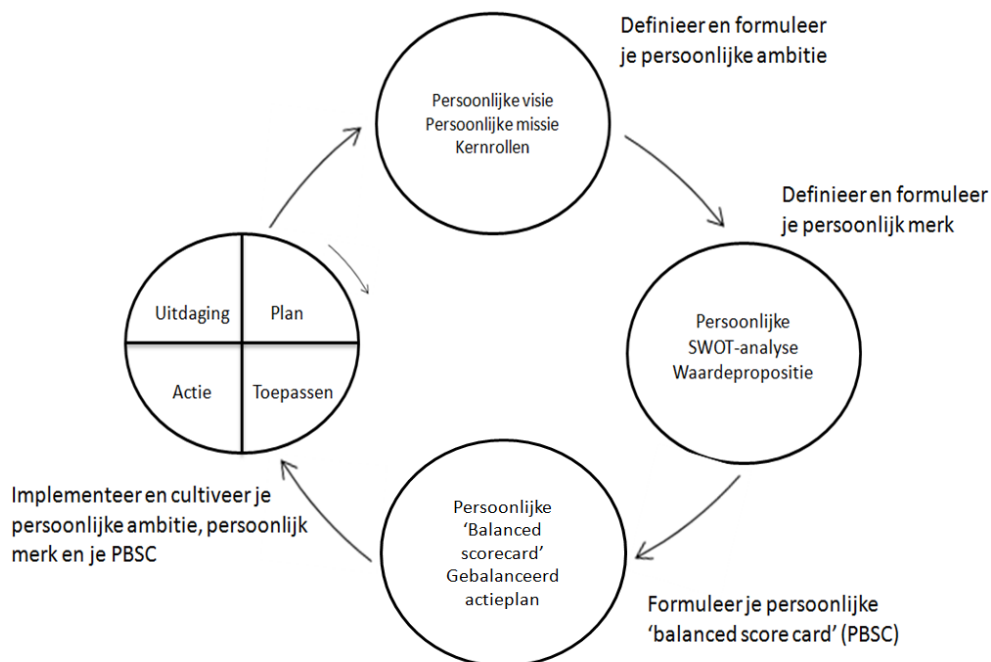 Definieer en formuleer
je persoonlijke ambitie
Persoonlijke visie
Persoonlijke missie
Kernrollen
Definieer en formuleer
je persoonlijk merk
Persoonlijke
SWOT-analyse
Waardepropositie
Formuleer je persoonlijke
‘balanced score card’ (PBSC)
Persoonlijke
‘Balanced
scorecard’
Gebalanceerd
actieplan
Implementeer en cultiveer je
persoonlijke ambitie, persoonlijk
merk en je PBSC
Uitdaging
Plan
Actie
Toepassen